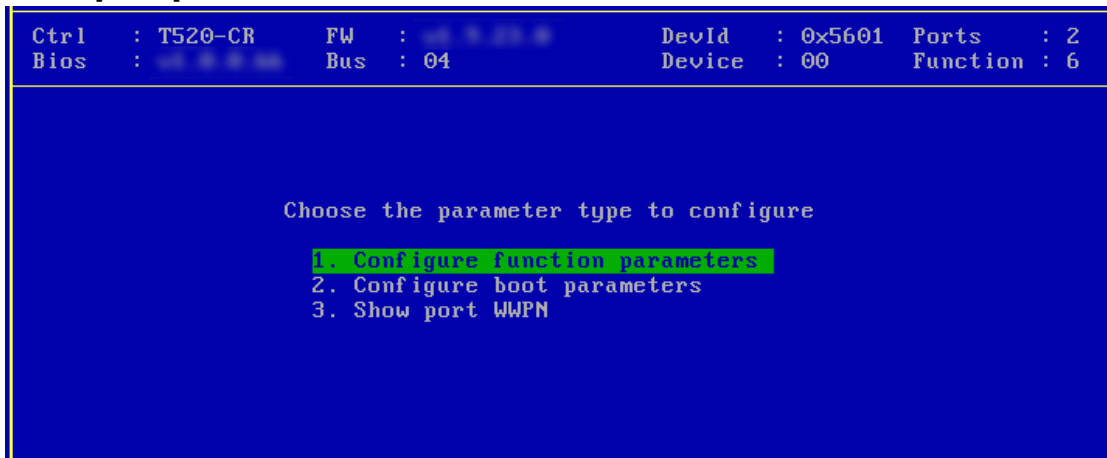 Ctrl : T520-CR FW : DevId : 0x5601 Ports : 2
Bios : Bus : 04 Device : 00 Function : 6
Choose the parameter type to configure
1. Configure function parameters
2. Configure boot parameters
3. Show port WWPN